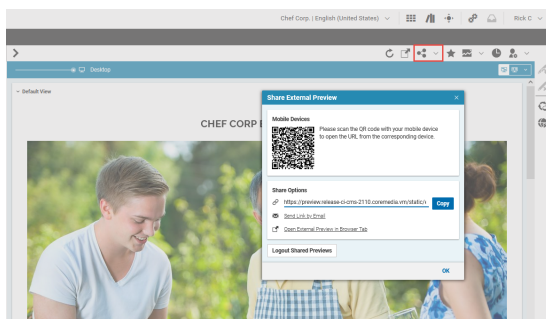 Chef Corp. | English (United States)
Rick C
Desktop
Default View
CHEF CORP
Share External Preview
Mobile Devices
Please scan the QR code with your mobile device
to open the URL from the corresponding device.
Share Options
https://preview.release-ci-cms-2110.coremedia.vm/static/
Copy
Send Link by Email
Open External Preview in Browser Tab
Logout Shared Previews
OK